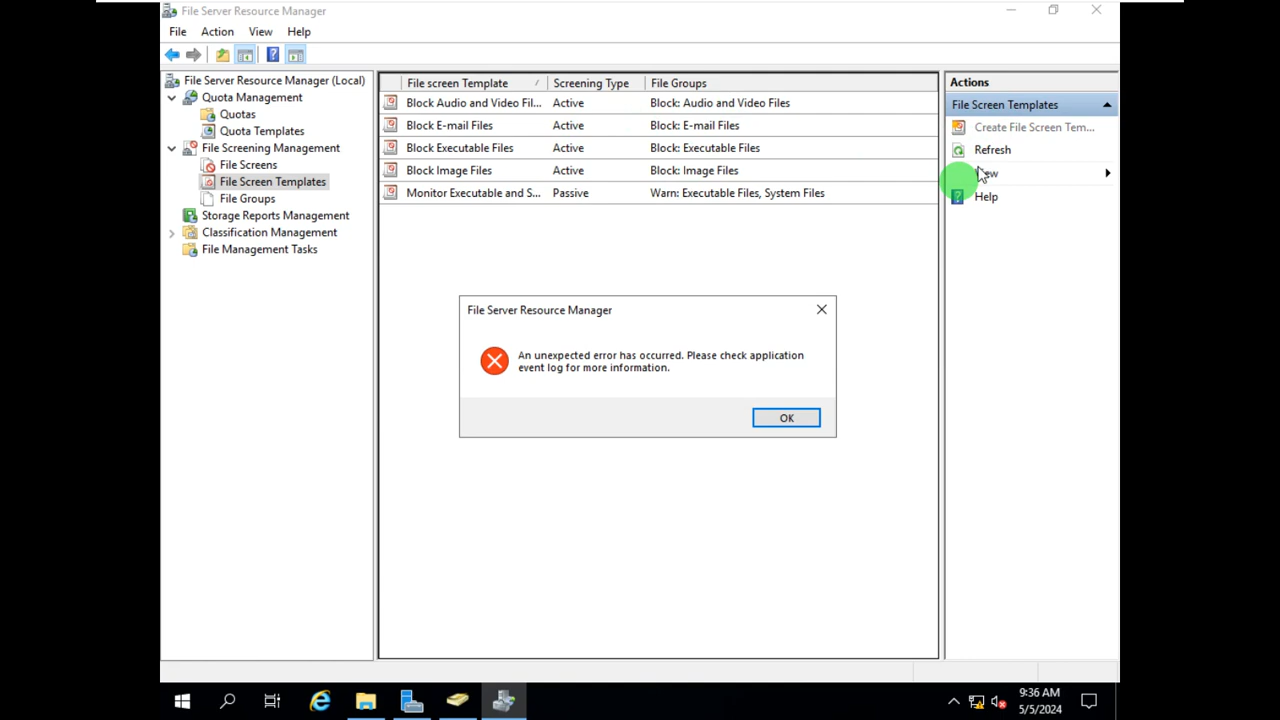 File Server Resource Manager
File Action View Help
File Server Resource Manager (Local)
Quota Management
Quotas
Quota Templates
File Screening Management
File Screens
File Screen Templates
File Groups
Storage Reports Management
Classification Management
File Management Tasks
File screen Template Screening Type File Groups
Block Audio and Video Fil... Active Block: Audio and Video Files
Block E-mail Files Active Block: E-mail Files
Block Executable Files Active Block: Executable Files
Block Image Files Active Block: Image Files
Monitor Executable and S... Passive Warn: Executable Files, System Files
File Server Resource Manager
An unexpected error has occurred. Please check application
event log for more information.
OK
Actions
File Screen Templates
Create File Screen Tem...
Refresh
Help
9:36 AM
5/5/2024